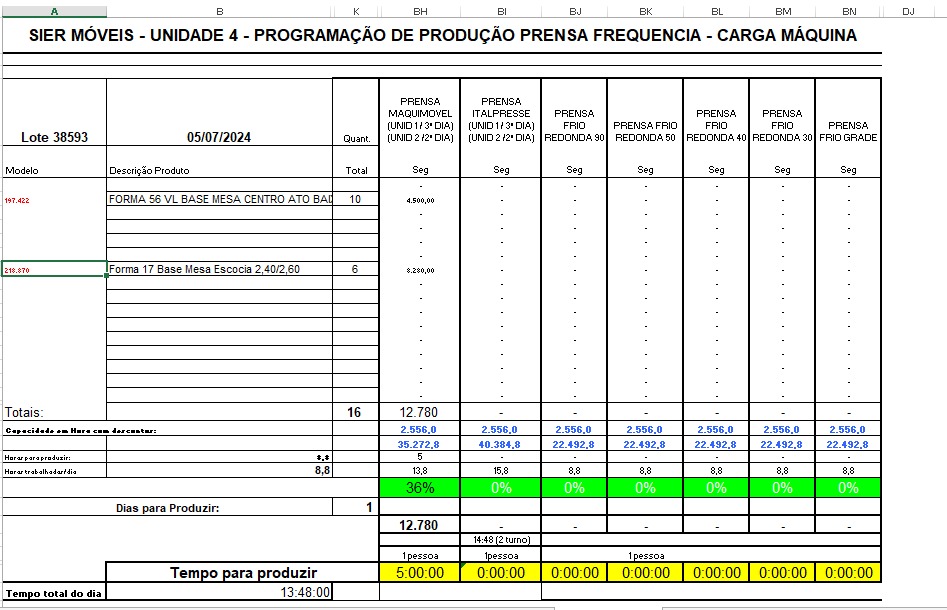 A B K BH BI BJ BK BL BM BN DJ
SIER MÓVEIS - UNIDADE 4 - PROGRAMAÇÃO DE PRODUÇÃO PRENSA FREQUENCIA - CARGA MÁQUINA
Lote 38593 05/07/2024 Quant. PRENSA MAQUIMOVEL (UNID 1 / 3ª DIA) (UNID 2 /2ª DIA) PRENSA ITALPRESSE (UNID 1 / 3ª DIA) (UNID 2 /2ª DIA) PRENSA FRIO REDONDA 90 PRENSA FRIO REDONDA 50 PRENSA FRIO REDONDA 40 PRENSA FRIO REDONDA 30 PRENSA FRIO GRADE
Modelo Descrição Produto Total Seg Seg Seg Seg Seg Seg Seg
- - - - - - -
197.422 FORMA 56 VL BASE MESA CENTRO ATO BAD 10 4.500,00 - - - - - -
- - - - - - -
- - - - - - -
- - - - - - -
- - - - - - -
218.870 Forma 17 Base Mesa Escocia 2,40/2,60 6 8.280,00 - - - - - -
- - - - - - -
- - - - - - -
- - - - - - -
- - - - - - -
- - - - - - -
- - - - - - -
- - - - - - -
- - - - - - -
- - - - - - -
Totais: 16 12.780 - - - - - -
Capacidade em Hora com descontar: 2.556,0 2.556,0 2.556,0 2.556,0 2.556,0 2.556,0 2.556,0
35.272,8 40.384,8 22.492,8 22.492,8 22.492,8 22.492,8 22.492,8
Horas para produzir: 8,8 5 - - - - - -
Horas trabalhadas/dia 8,8 13,8 15,8 8,8 8,8 8,8 8,8 8,8
36% 0% 0% 0% 0% 0% 0%
Dias para Produzir: 1
12.780 - - - - - -
14:48 (2 turno)
1 pessoa 1 pessoa 1 pessoa
Tempo para produzir 5:00:00 0:00:00 0:00:00 0:00:00 0:00:00 0:00:00 0:00:00
Tempo total do dia 13:48:00